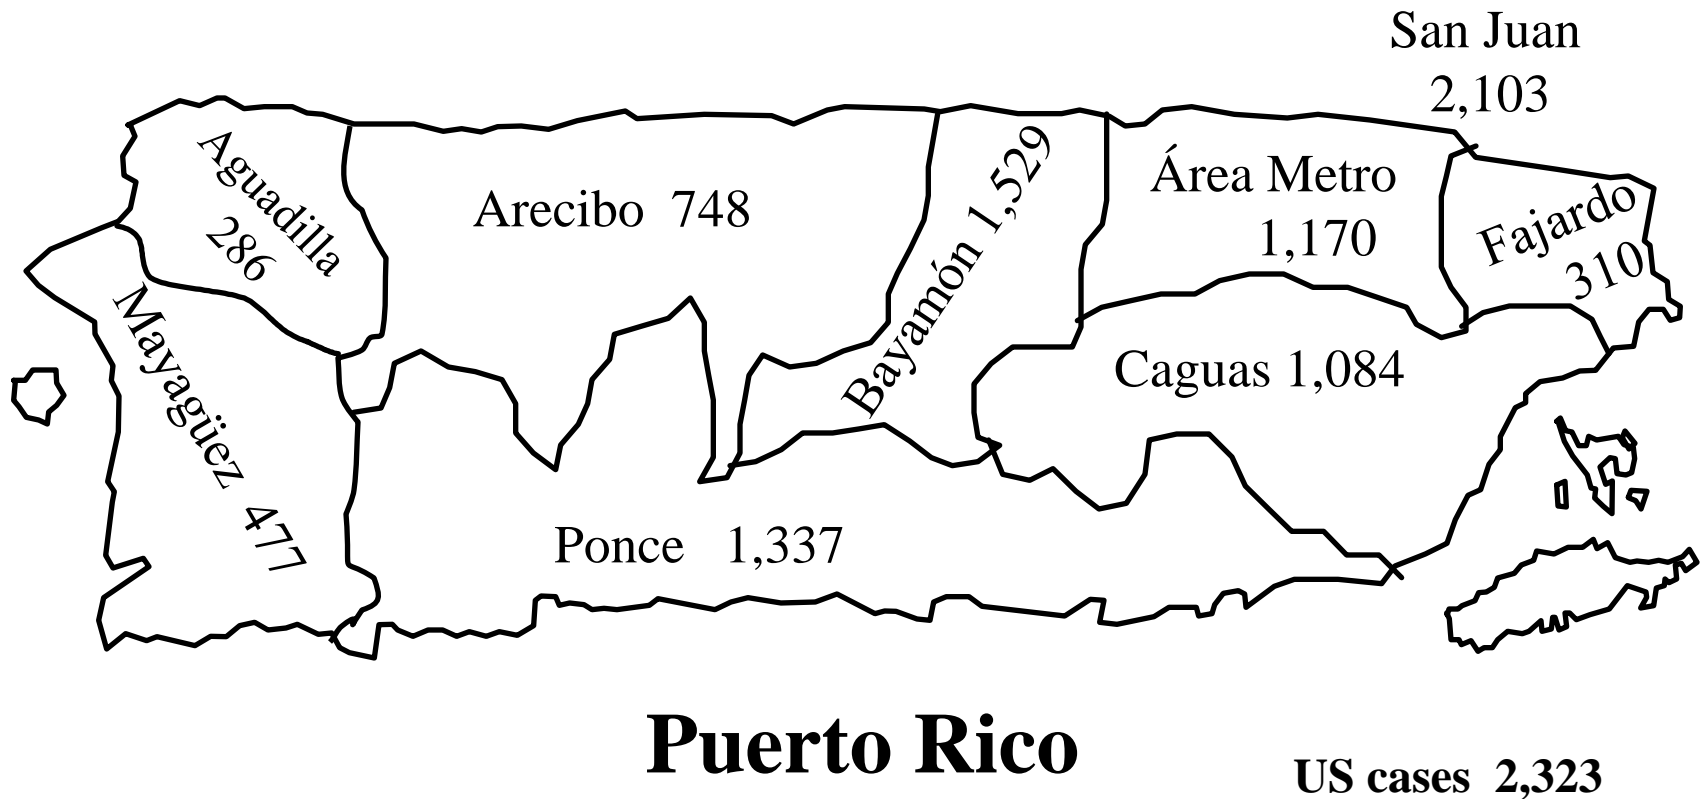 San Juan
2,103
Aguadilla
286
Arecibo 748
Bayamón 1,529
Área Metro
1,170
Fajardo
310
Mayagüez 477
Caguas 1,084
Ponce 1,337
Puerto Rico
US cases 2,323